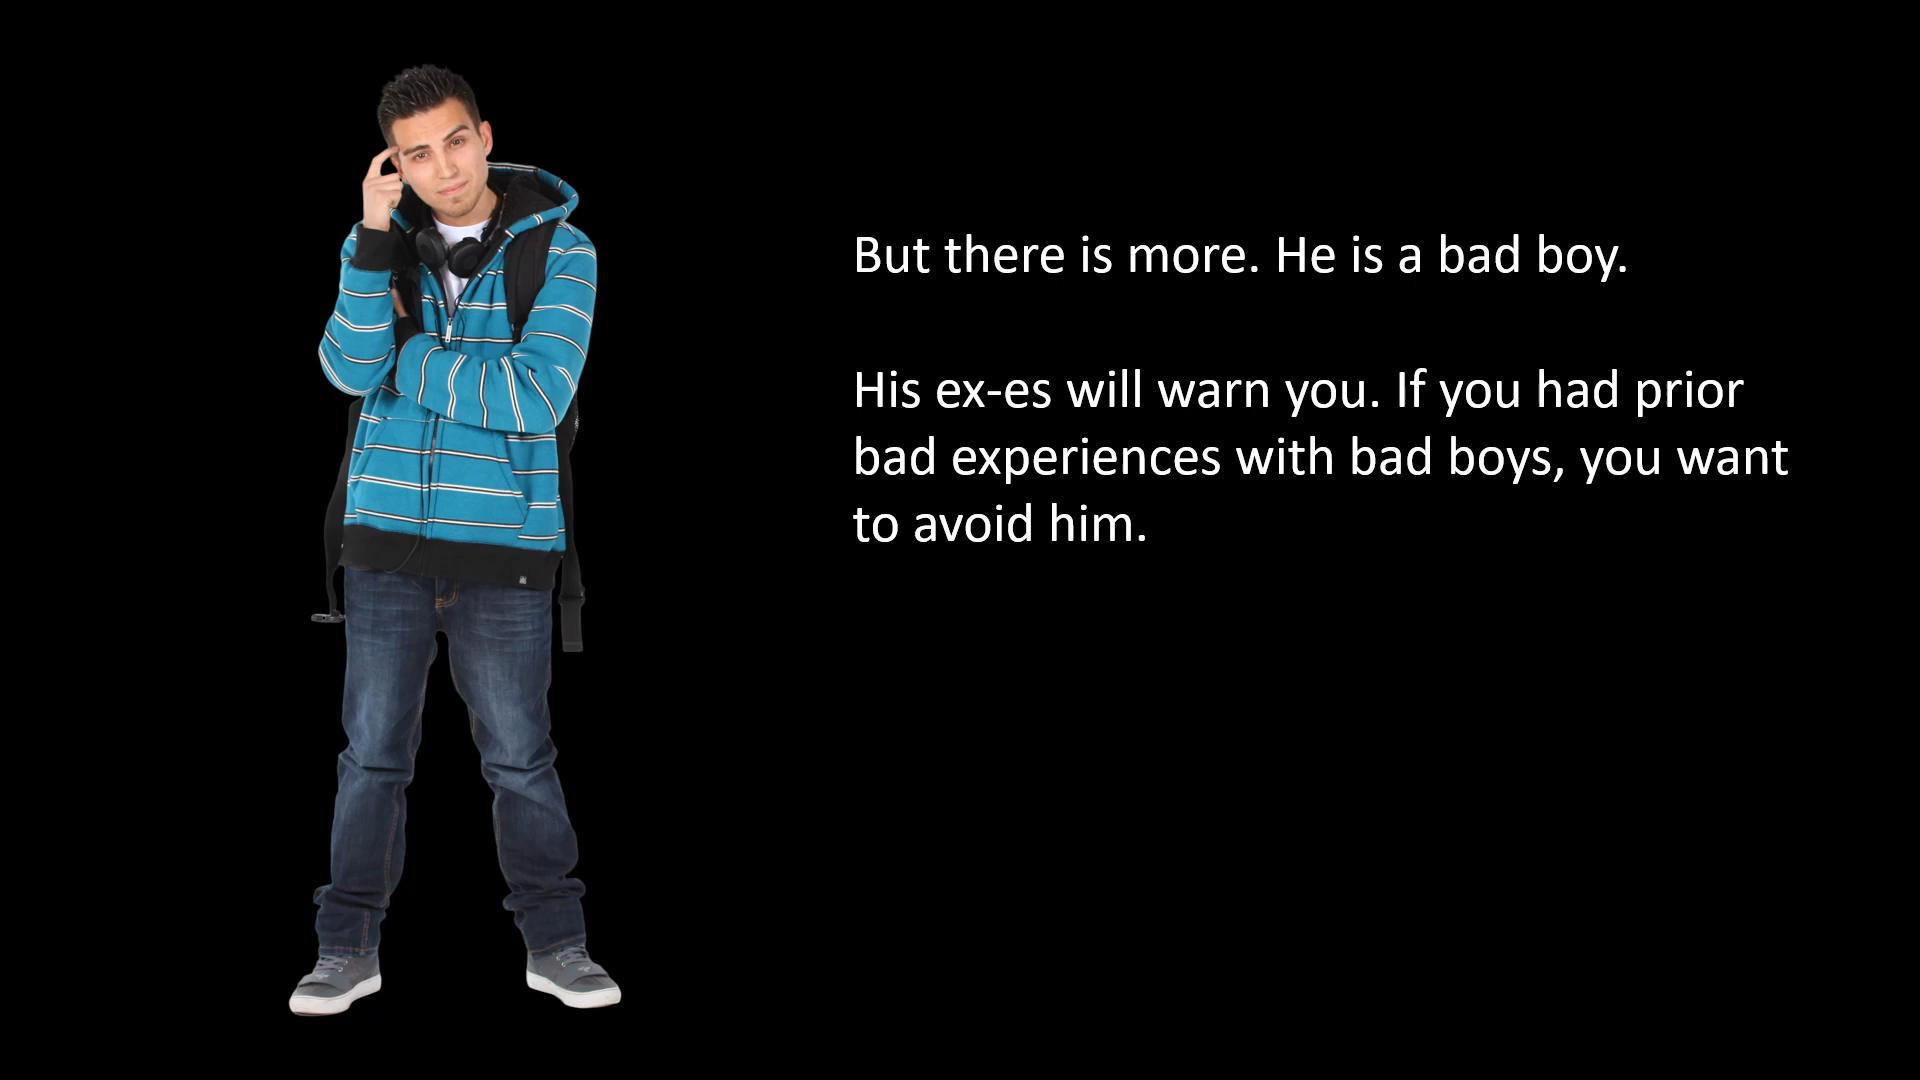 But there is more. He is a bad boy.
His ex-es will warn you. If you had prior
bad experiences with bad boys, you want
to avoid him.